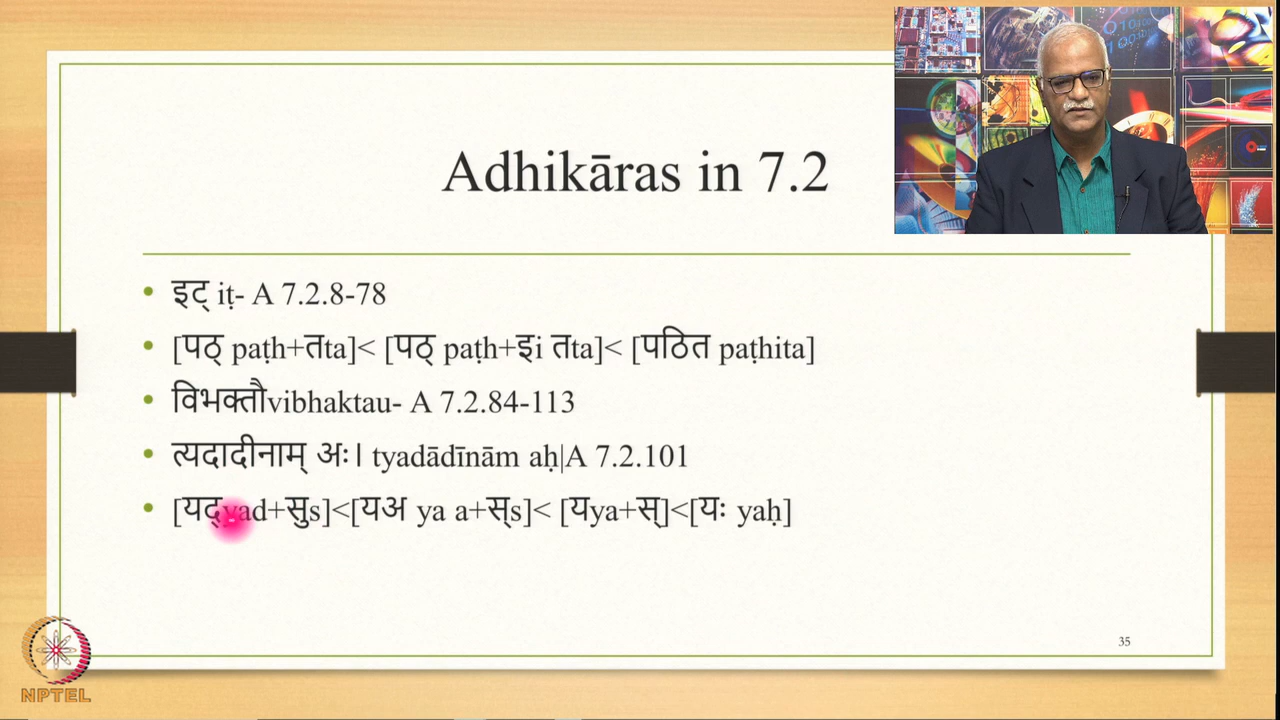 Adhikāras in 7.2
• इट् iṭ- A 7.2.8-78
• [पठ् paṭh+तta]< [पठ् paṭh+इi तta]< [पठित paṭhita]
• विभक्तौvibhaktau- A 7.2.84-113
• त्यदादीनाम् अः। tyadādīnām aḥ|A 7.2.101
• [यद्yad+सुs]<[यअ ya a+स्s]< [यya+स्]<[यः yaḥ]
35
NPTEL